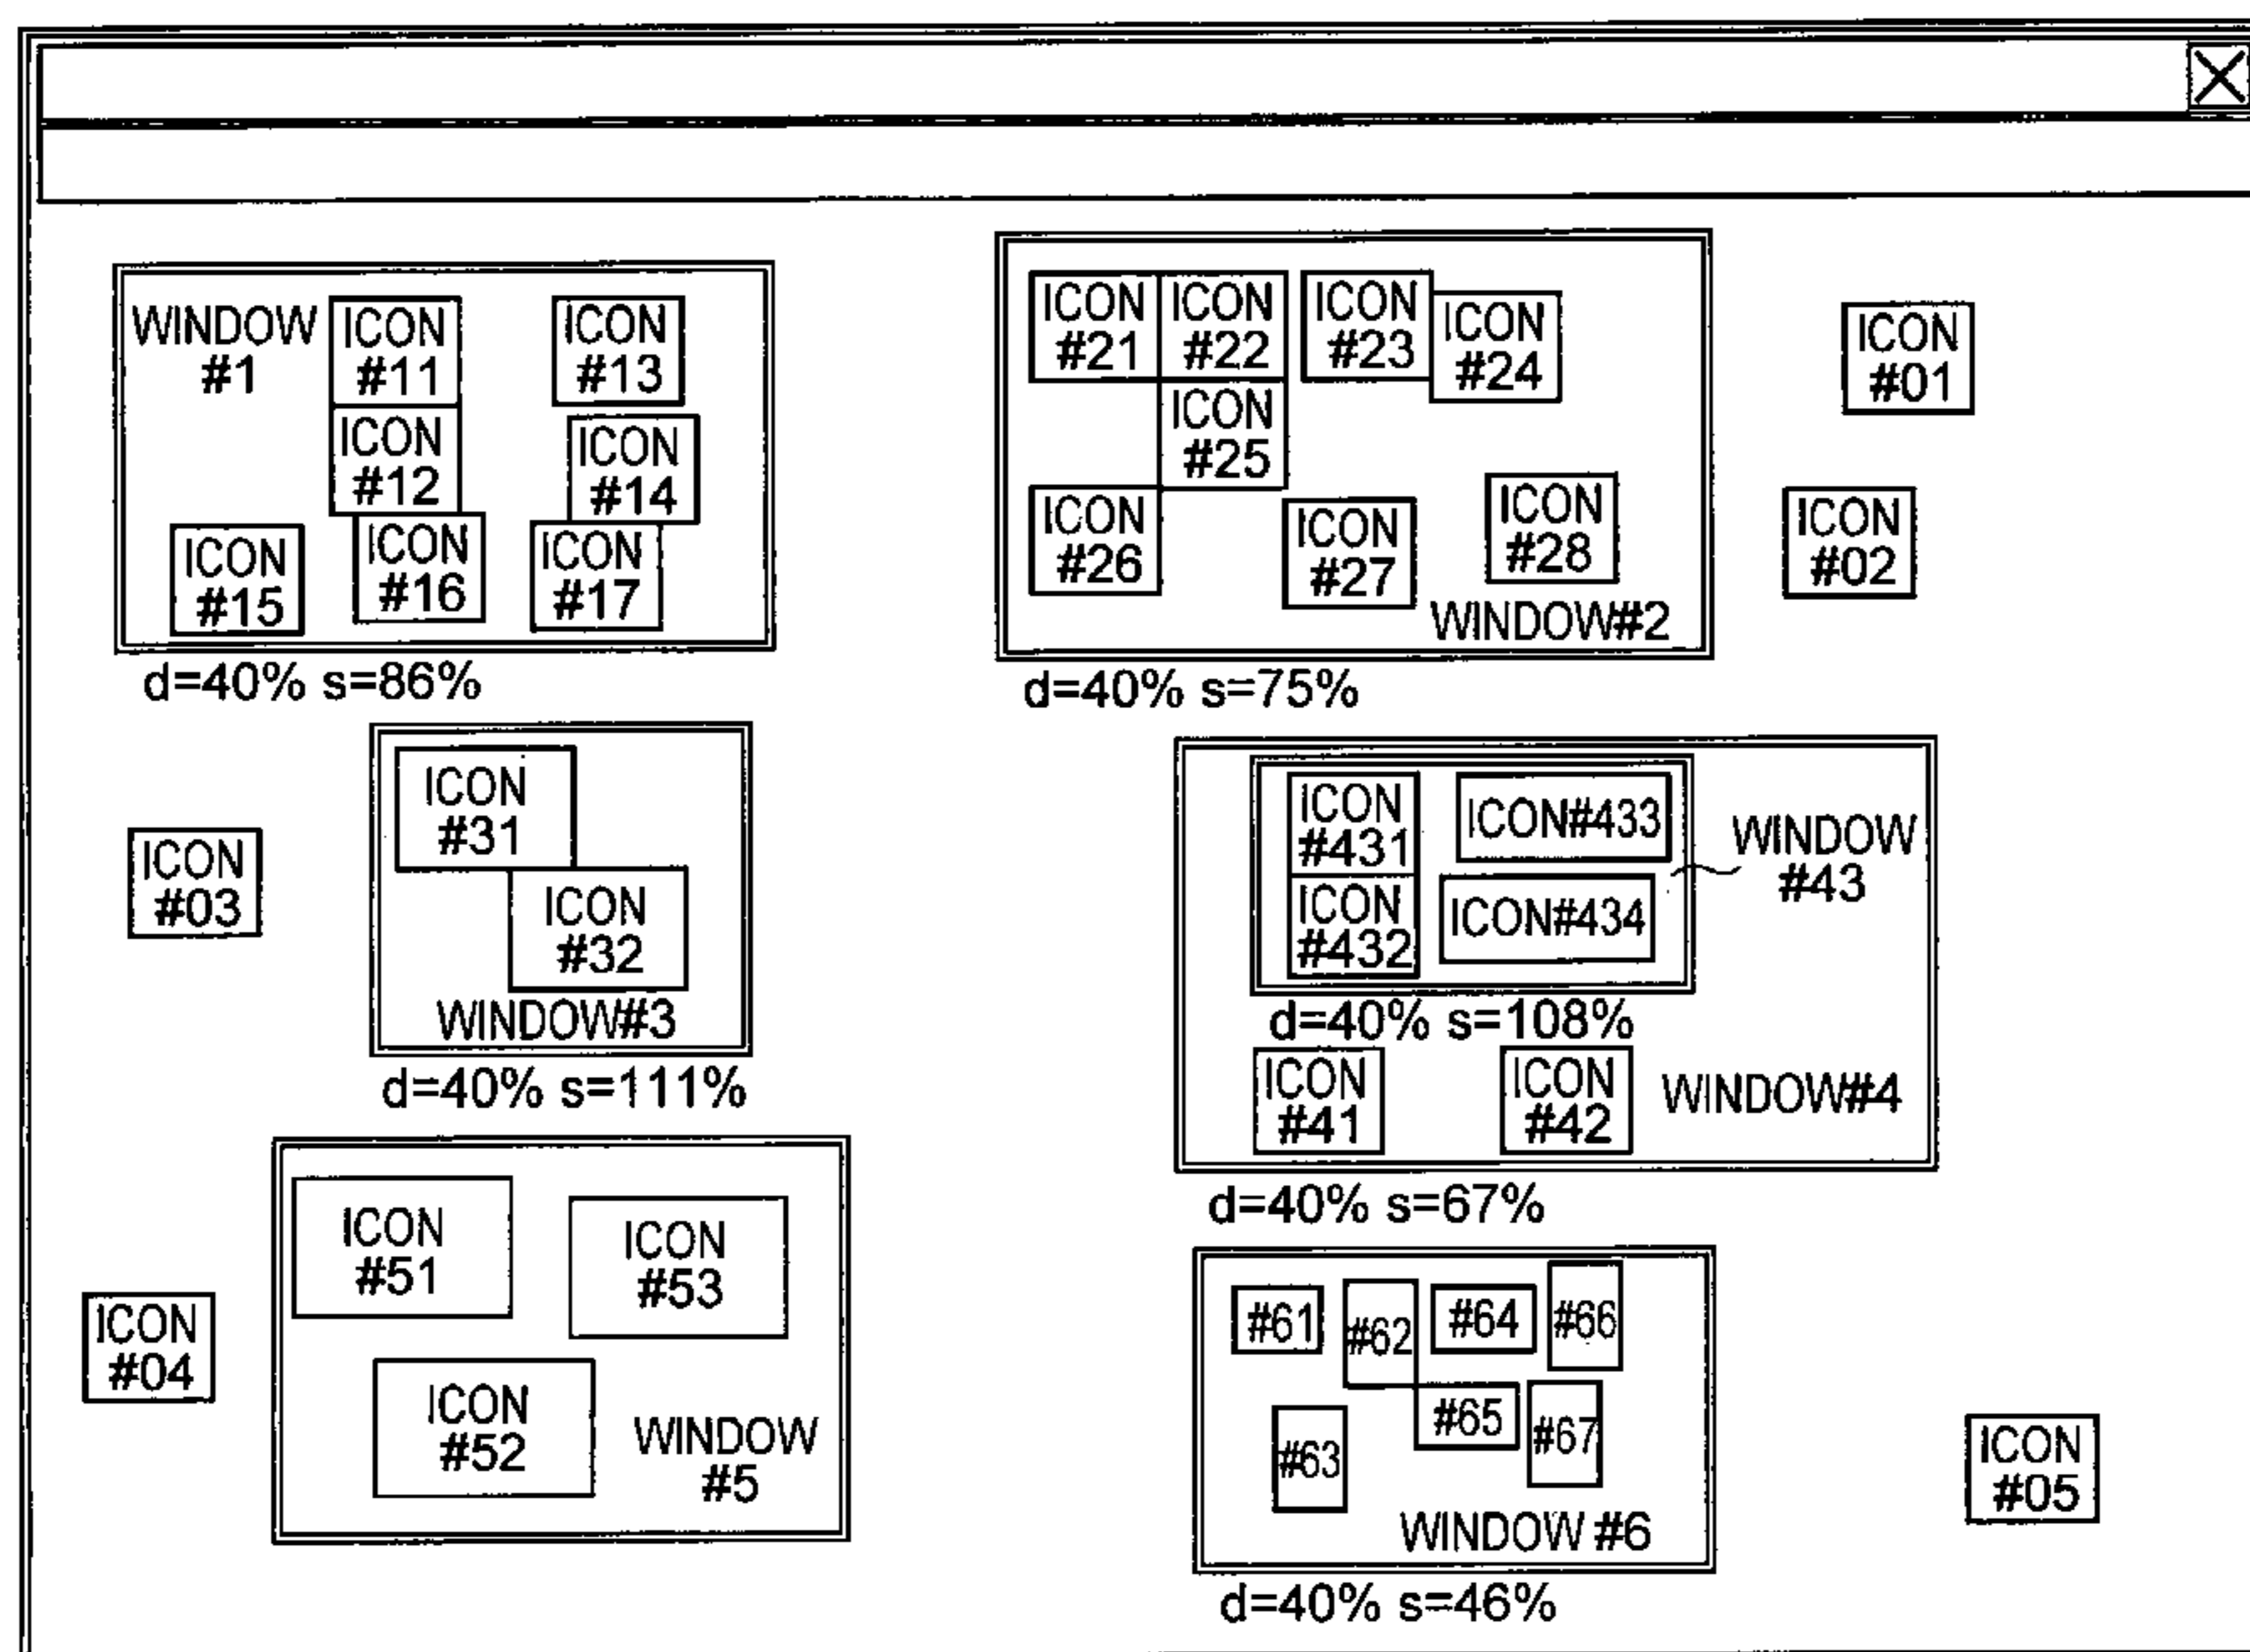 WINDOW
#1
ICON
#11
ICON
#12
ICON
#13
ICON
#14
ICON
#15
ICON
#16
ICON
#17
d=40% s=86%
ICON
#21
ICON
#22
ICON
#23
ICON
#24
ICON
#25
ICON
#26
ICON
#27
ICON
#28
WINDOW#2
d=40% s=75%
ICON
#01
ICON
#02
ICON
#03
ICON
#31
ICON
#32
WINDOW#3
d=40% s=111%
ICON
#431
ICON
#432
ICON#433
ICON#434
WINDOW
#43
d=40% s=108%
ICON
#41
ICON
#42
WINDOW#4
d=40% s=67%
ICON
#04
ICON
#51
ICON
#53
ICON
#52
WINDOW
#5
#61
#62
#64
#66
#63
#65
#67
WINDOW #6
d=40% s=46%
ICON
#05